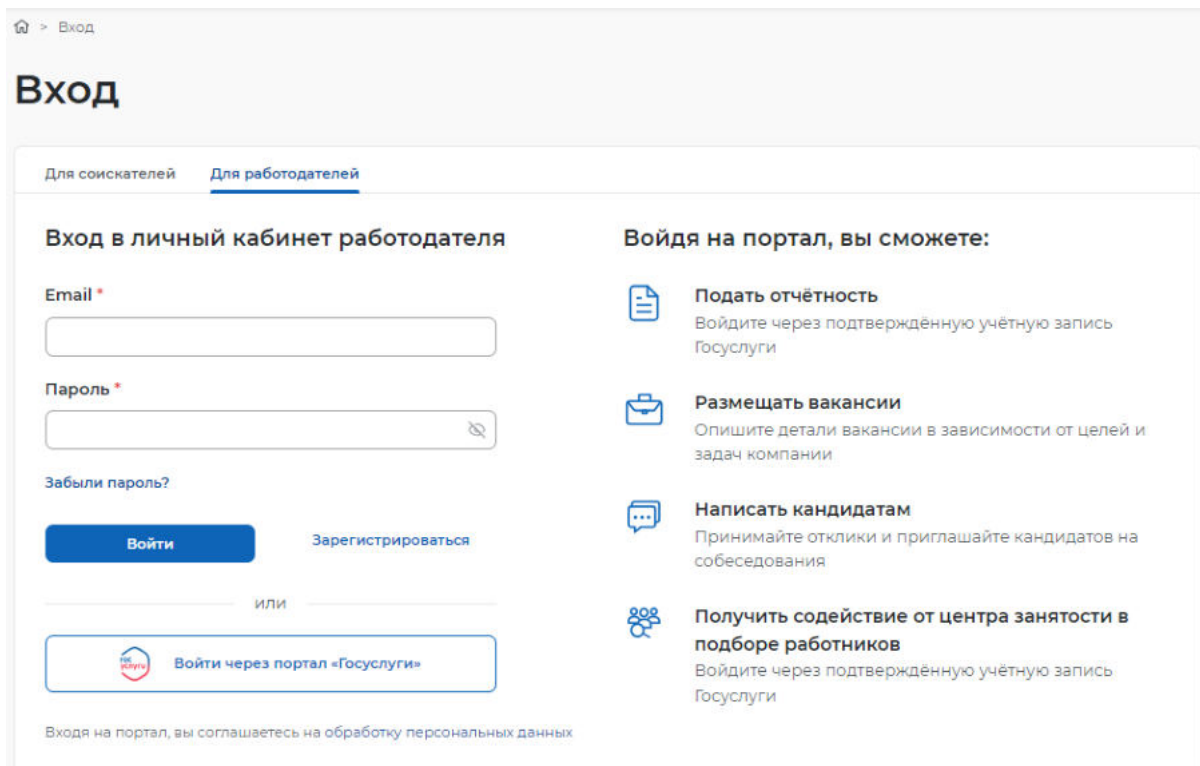 > Вход
Вход
Для соискателей Для работодателей
Вход в личный кабинет работодателя
Email *
Пароль *
Забыли пароль?
Войти Зарегистрироваться
или
гос услуги Войти через портал «Госуслуги»
Входя на портал, вы соглашаетесь на обработку персональных данных
Войдя на портал, вы сможете:
Подать отчётность
Войдите через подтверждённую учётную запись
Госуслуги
Размещать вакансии
Опишите детали вакансии в зависимости от целей и
задач компании
Написать кандидатам
Принимайте отклики и приглашайте кандидатов на
собеседования
Получить содействие от центра занятости в
подборе работников
Войдите через подтверждённую учётную запись
Госуслуги